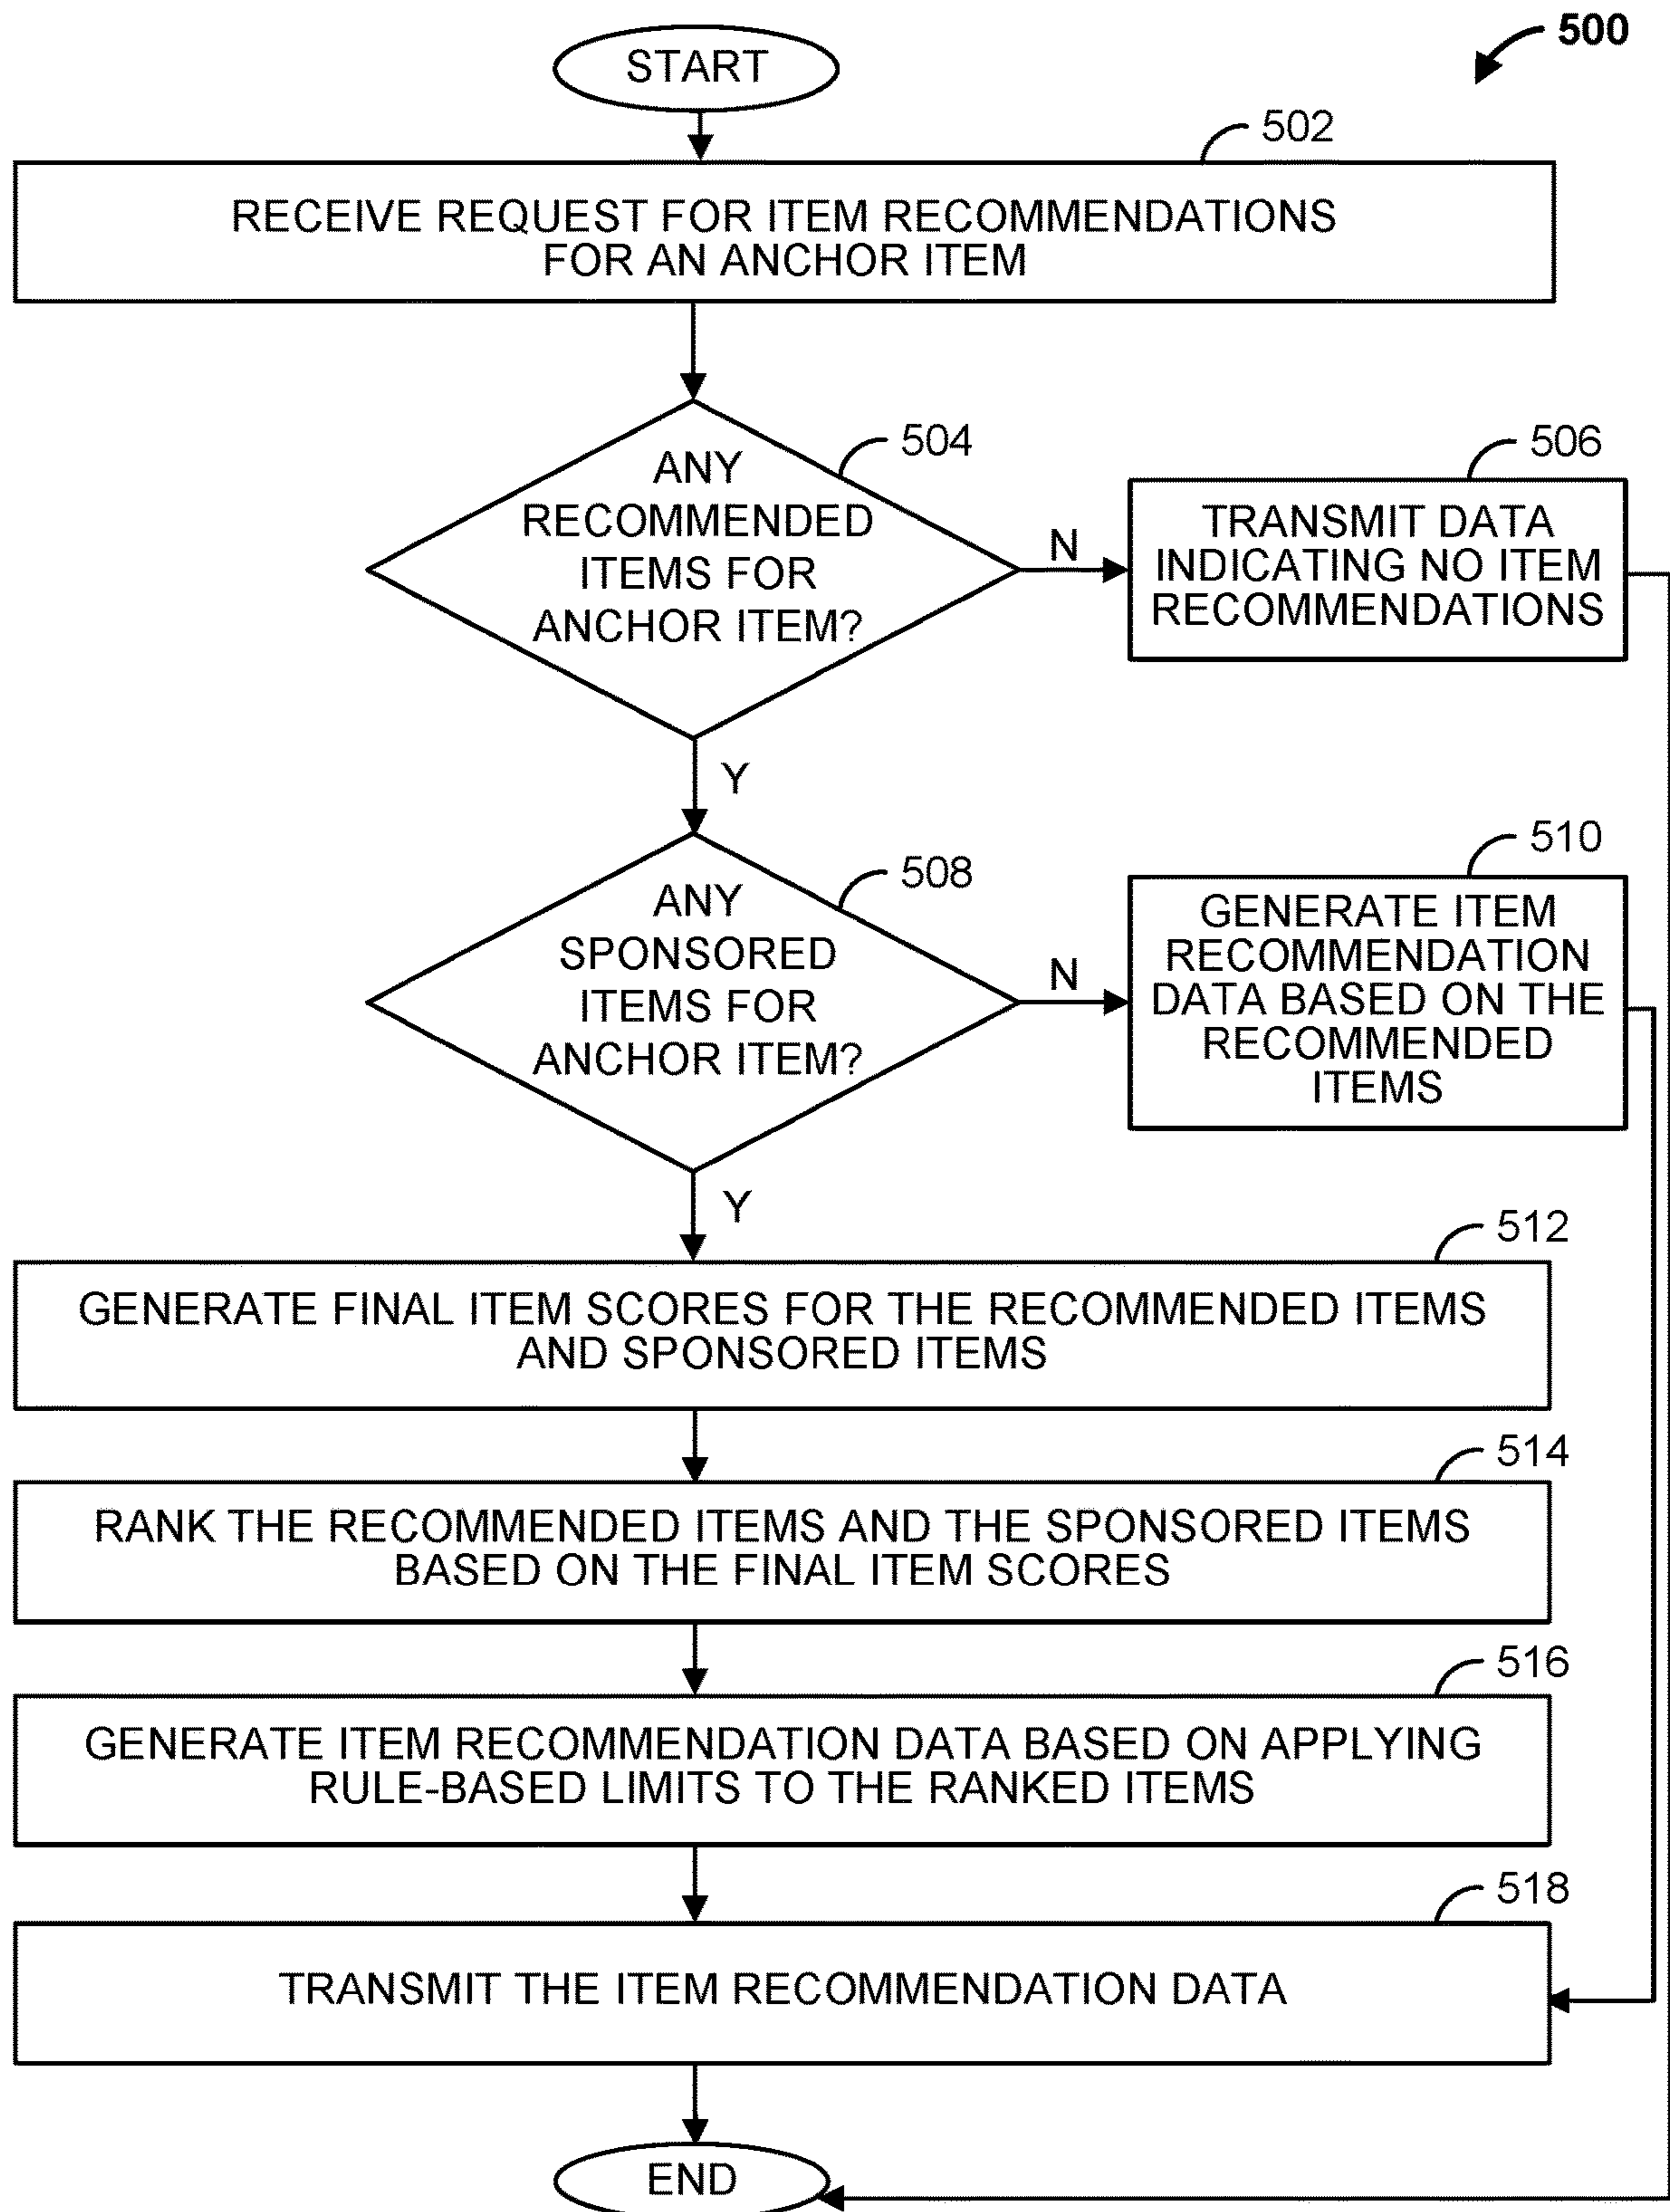 500
START
502
RECEIVE REQUEST FOR ITEM RECOMMENDATIONS
FOR AN ANCHOR ITEM
504
ANY
RECOMMENDED
ITEMS FOR
ANCHOR ITEM?
N
506
TRANSMIT DATA
INDICATING NO ITEM
RECOMMENDATIONS
Y
508
ANY
SPONSORED
ITEMS FOR
ANCHOR ITEM?
N
510
GENERATE ITEM
RECOMMENDATION
DATA BASED ON THE
RECOMMENDED
ITEMS
Y
512
GENERATE FINAL ITEM SCORES FOR THE RECOMMENDED ITEMS
AND SPONSORED ITEMS
514
RANK THE RECOMMENDED ITEMS AND THE SPONSORED ITEMS
BASED ON THE FINAL ITEM SCORES
516
GENERATE ITEM RECOMMENDATION DATA BASED ON APPLYING
RULE-BASED LIMITS TO THE RANKED ITEMS
518
TRANSMIT THE ITEM RECOMMENDATION DATA
END